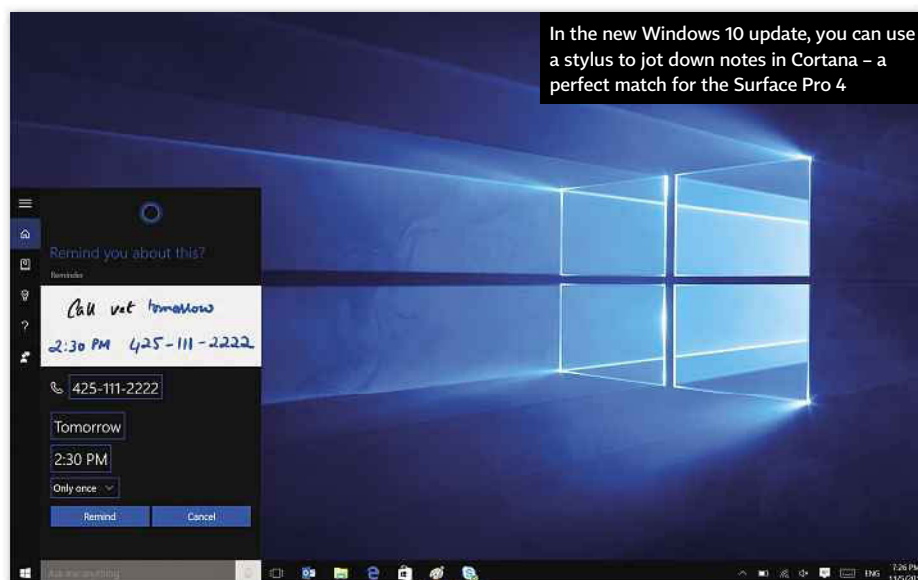 In the new Windows 10 update, you can use
a stylus to jot down notes in Cortana – a
perfect match for the Surface Pro 4
Remind you about this?
Reminder
Call vet tomorrow
2:30 PM 425-111-2222
425-111-2222
Tomorrow
2:30 PM
Only once
Remind
Cancel
Ask me anything
ENG
7:26 PM